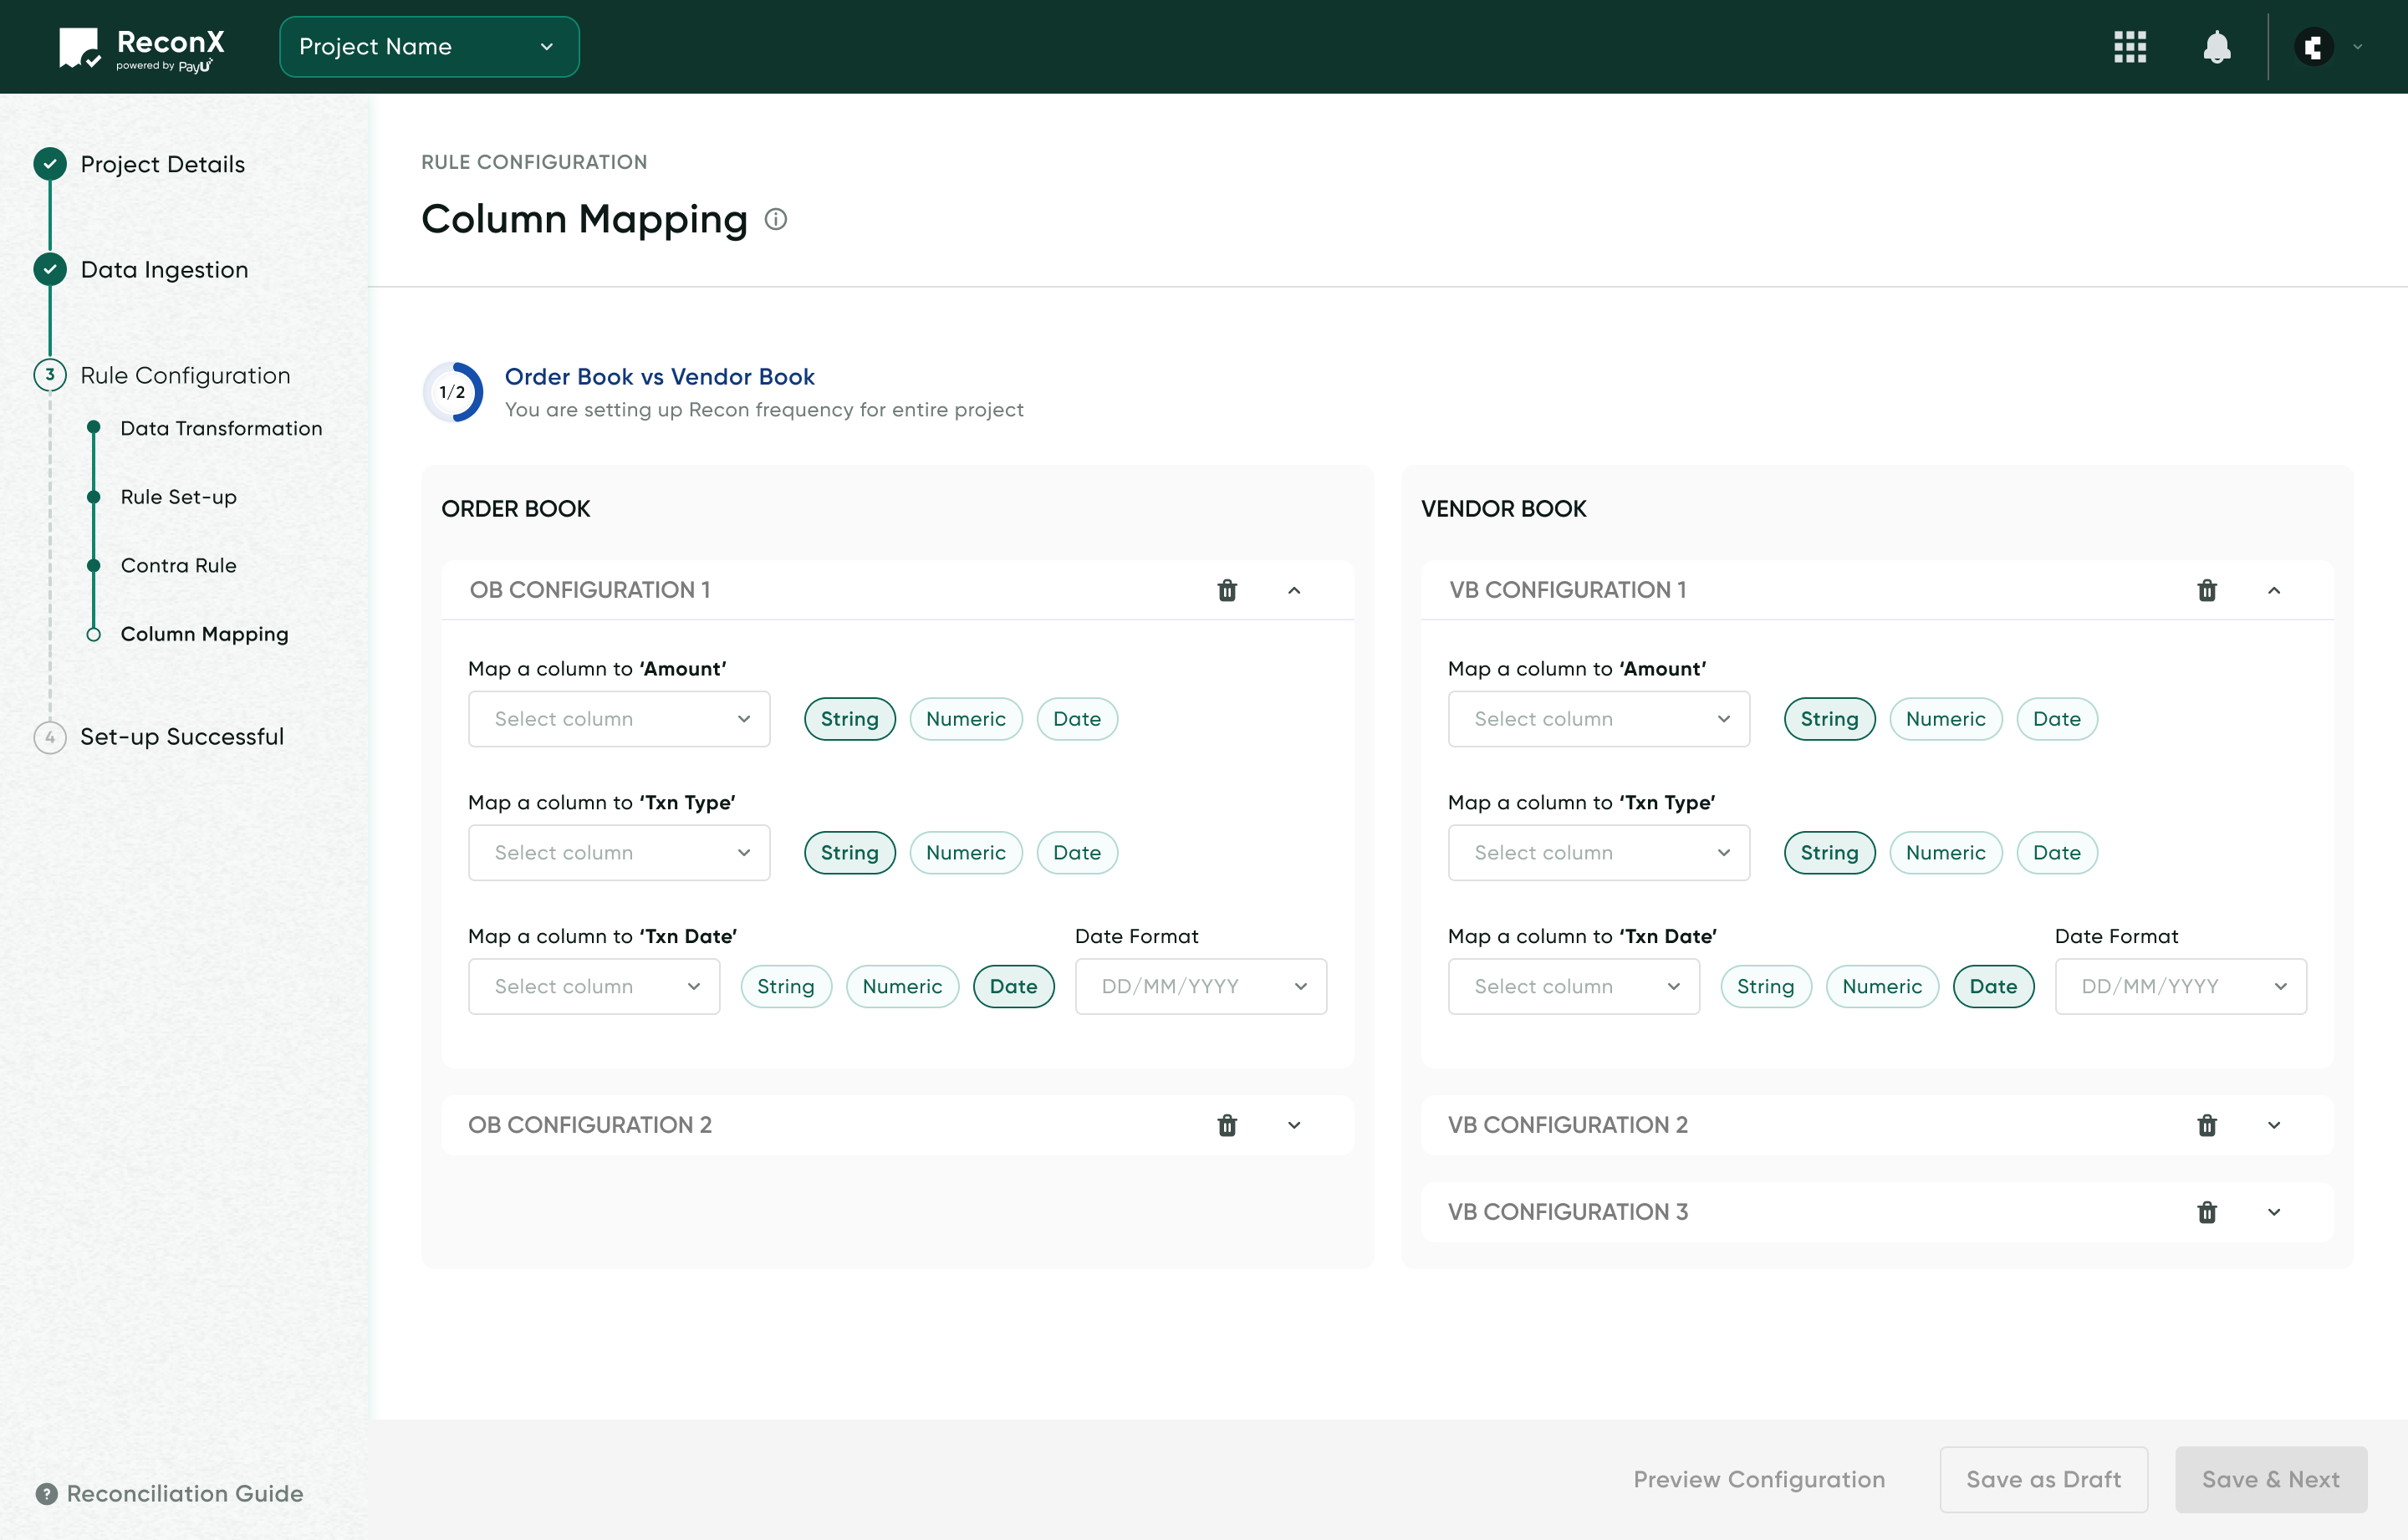 ReconX
powered by PayU
Project Name
Project Details
Data Ingestion
3
Rule Configuration
Data Transformation
Rule Set-up
Contra Rule
Column Mapping
4
Set-up Successful
? Reconciliation Guide
RULE CONFIGURATION
Column Mapping
1/2
Order Book vs Vendor Book
You are setting up Recon frequency for entire project
ORDER BOOK
OB CONFIGURATION 1
Map a column to ‘Amount’
Select column String Numeric Date
Map a column to ‘Txn Type’
Select column String Numeric Date
Map a column to ‘Txn Date’ Date Format
Select column String Numeric Date DD/MM/YYYY
OB CONFIGURATION 2
VENDOR BOOK
VB CONFIGURATION 1
Map a column to ‘Amount’
Select column String Numeric Date
Map a column to ‘Txn Type’
Select column String Numeric Date
Map a column to ‘Txn Date’ Date Format
Select column String Numeric Date DD/MM/YYYY
VB CONFIGURATION 2
VB CONFIGURATION 3
Preview Configuration Save as Draft Save & Next